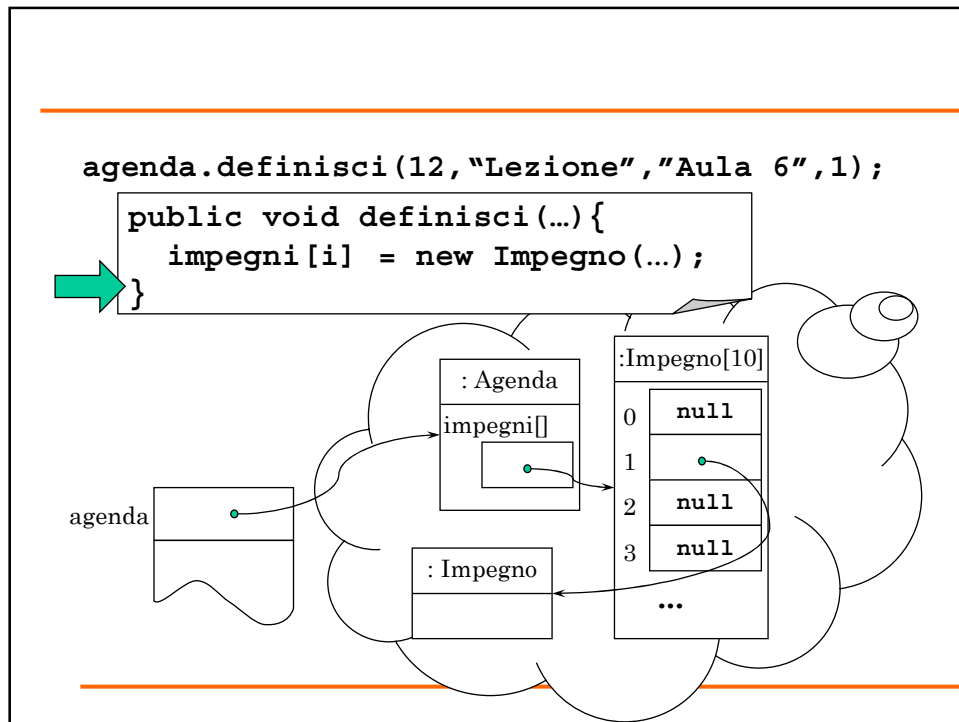 agenda.definisci(12,“Lezione”,”Aula 6”,1);
public void definisci(…){
impegni[i] = new Impegno(…);
}
:Impegno[10]
: Agenda
impegni[]
0 null
1
2 null
3 null
…
agenda
: Impegno